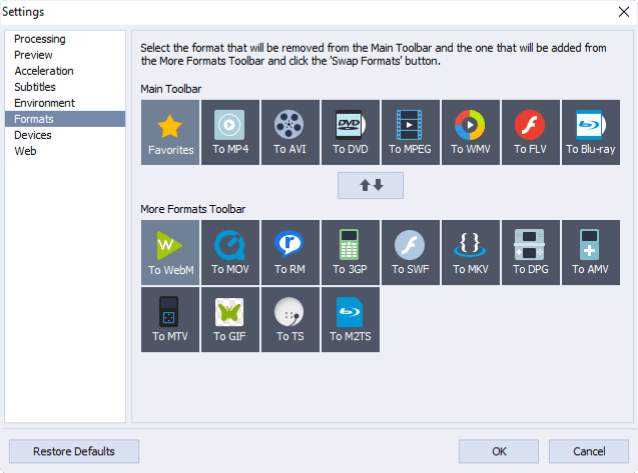 Settings
Processing
Preview
Acceleration
Subtitles
Environment
Formats
Devices
Web
Select the format that will be removed from the Main Toolbar and the one that will be added from
the More Formats Toolbar and click the 'Swap Formats' button.
Main Toolbar
Favorites To MP4 To AVI To DVD To MPEG To WMV To FLV To Blu-ray
More Formats Toolbar
To WebM To MOV To RM To 3GP To SWF To MKV To DPG To AMV
To MTV To GIF To TS To M2TS
Restore Defaults OK Cancel